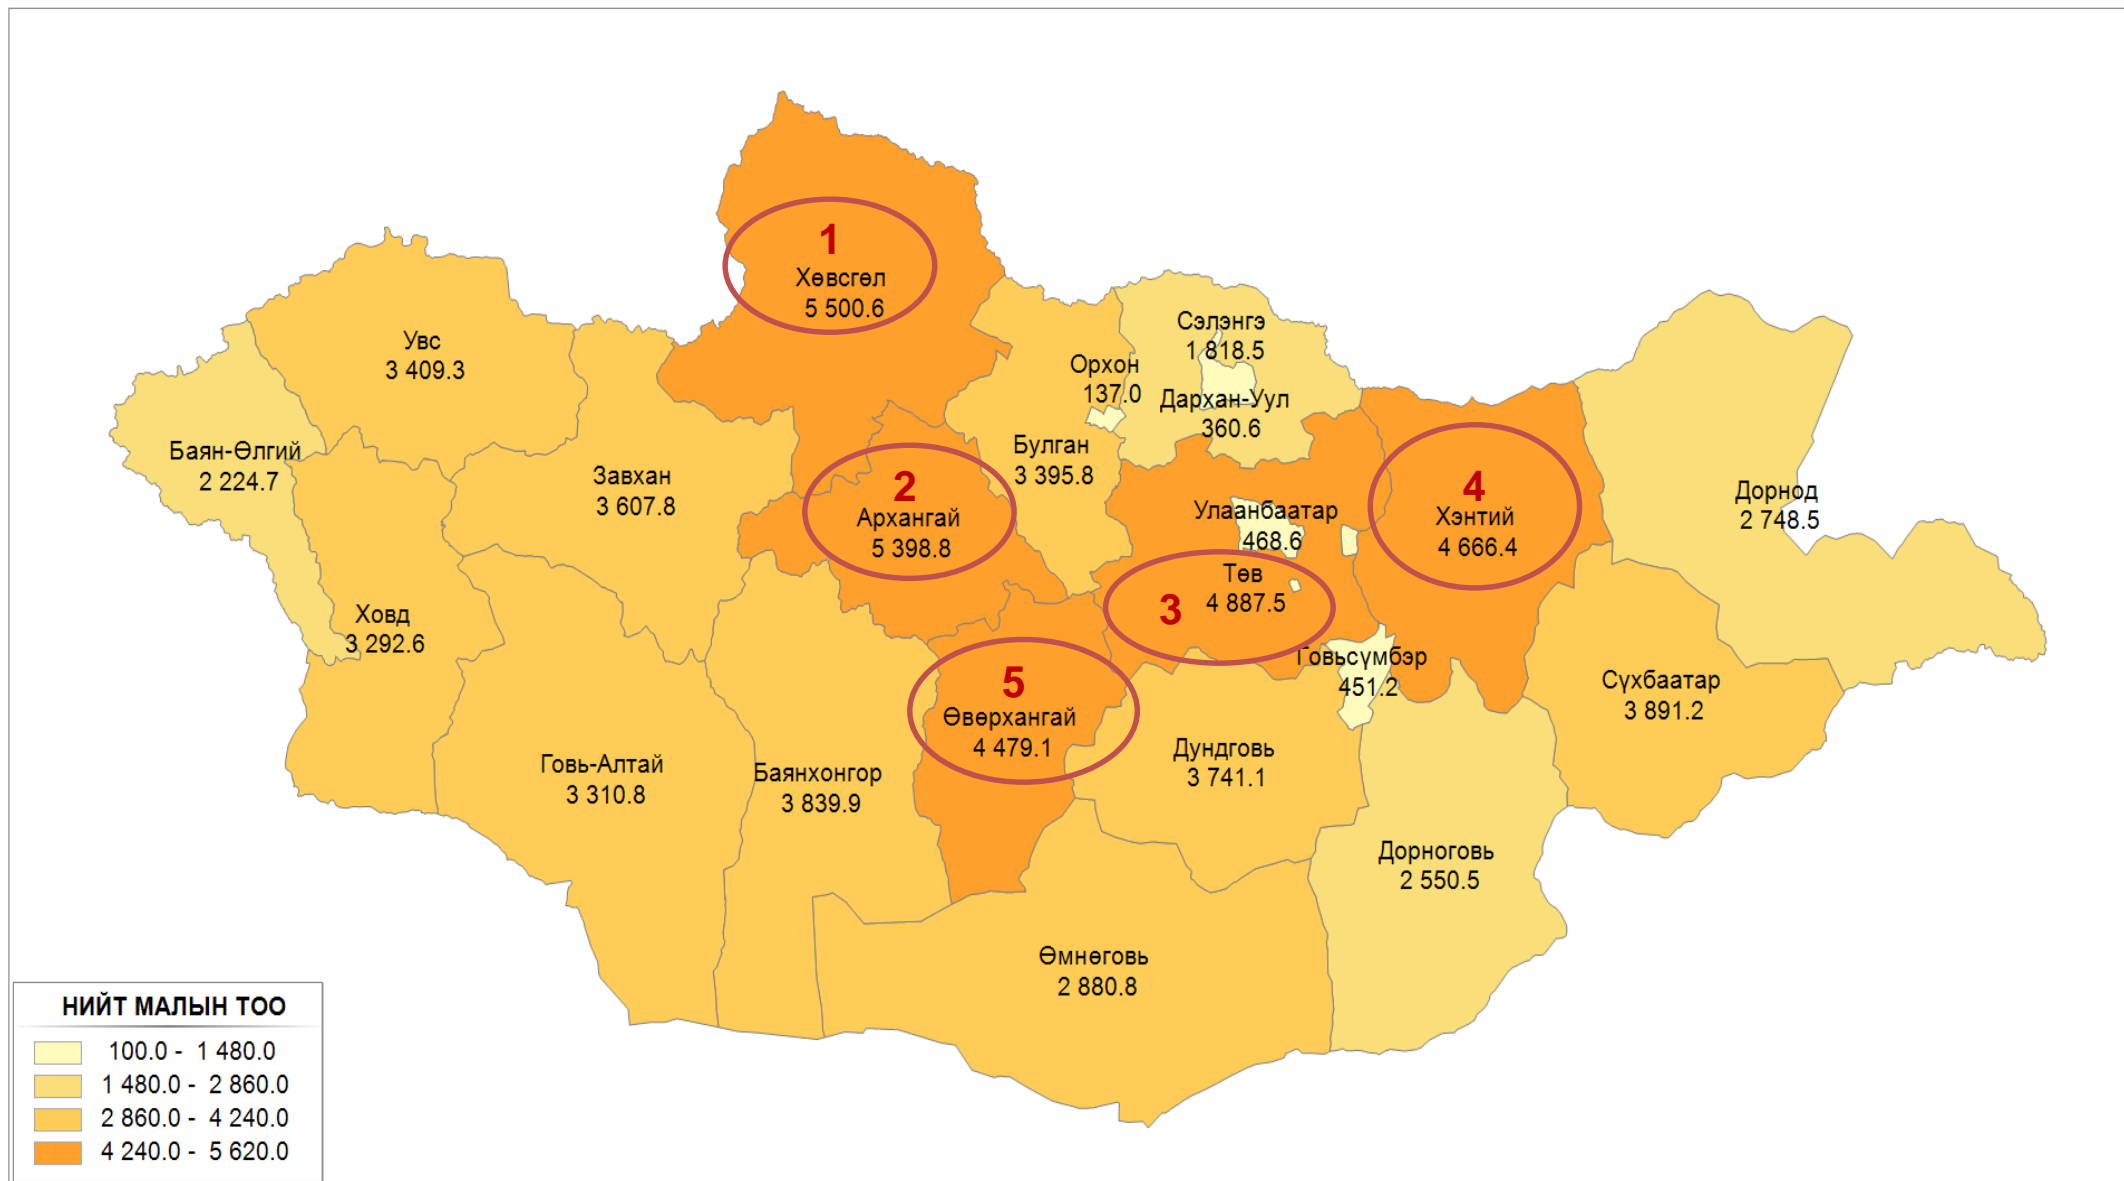 1
Хөвсгөл
5 500.6
Увс
3 409.3
Сэлэнгэ
1 818.5
Орхон
137.0
Дархан-Уул
360.6
Баян-Өлгий
2 224.7
Завхан
3 607.8
2
Архангай
5 398.8
Булган
3 395.8
Улаанбаатар
468.6
4
Хэнтий
4 666.4
Дорнод
2 748.5
Ховд
3 292.6
3
Төв
4 887.5
Говьсүмбэр
451.2
5
Өвөрхангай
4 479.1
Сүхбаатар
3 891.2
Говь-Алтай
3 310.8
Баянхонгор
3 839.9
Дундговь
3 741.1
Дорноговь
2 550.5
Өмнөговь
2 880.8
НИЙТ МАЛЫН ТОО
100.0 - 1 480.0
1 480.0 - 2 860.0
2 860.0 - 4 240.0
4 240.0 - 5 620.0